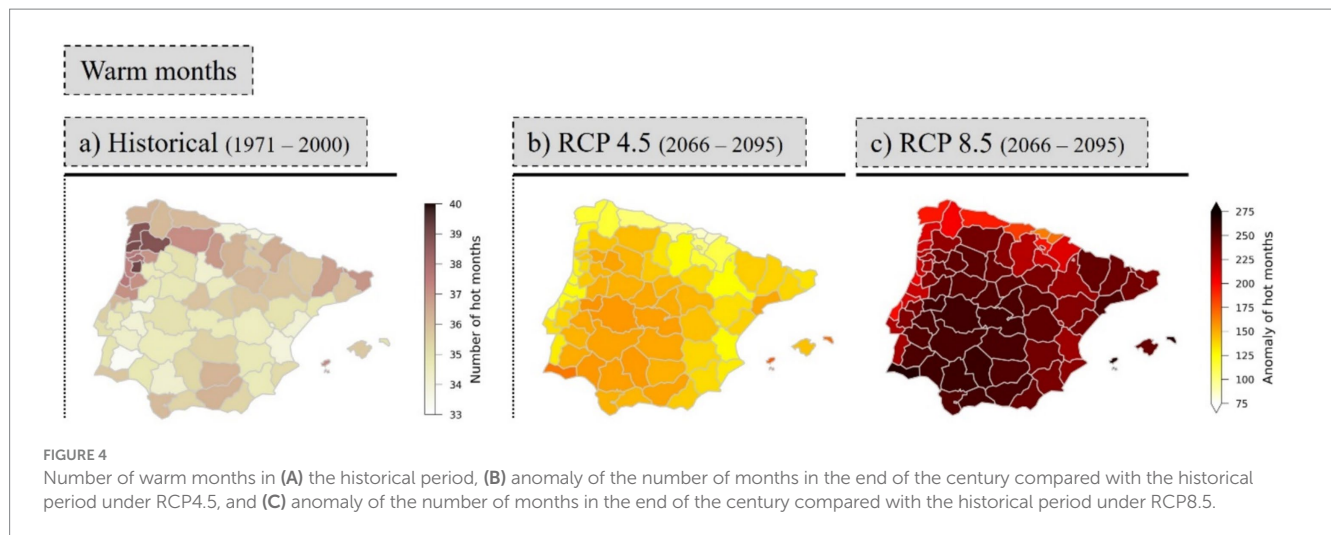 Warm months
a) Historical (1971 – 2000)
b) RCP 4.5 (2066 – 2095)
c) RCP 8.5 (2066 – 2095)
40
39
38
37
36
35
34
33
Number of hot months
275
250
225
200
175
150
125
100
75
Anomaly of hot months
FIGURE 4
Number of warm months in (A) the historical period, (B) anomaly of the number of months in the end of the century compared with the historical
period under RCP4.5, and (C) anomaly of the number of months in the end of the century compared with the historical period under RCP8.5.